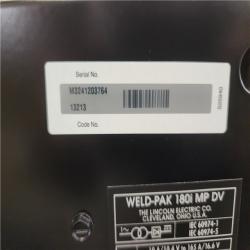 Serial No.
M3241203764
13213
Code No.
WELD-PAK 180i MP DV
THE LINCOLN ELECTRIC CO.
CLEVELAND, OHIO U.S.A.
IEC 60974-1
IEC 60974-5